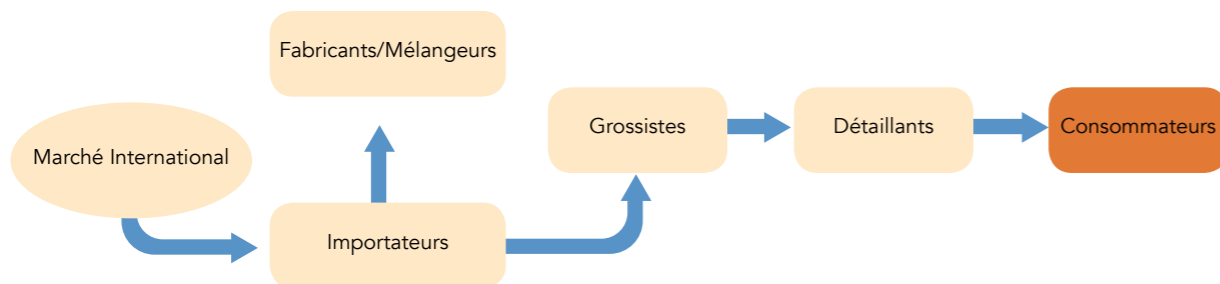 Fabricants/Mélangeurs
Marché International
Importateurs
Grossistes
Détaillants
Consommateurs